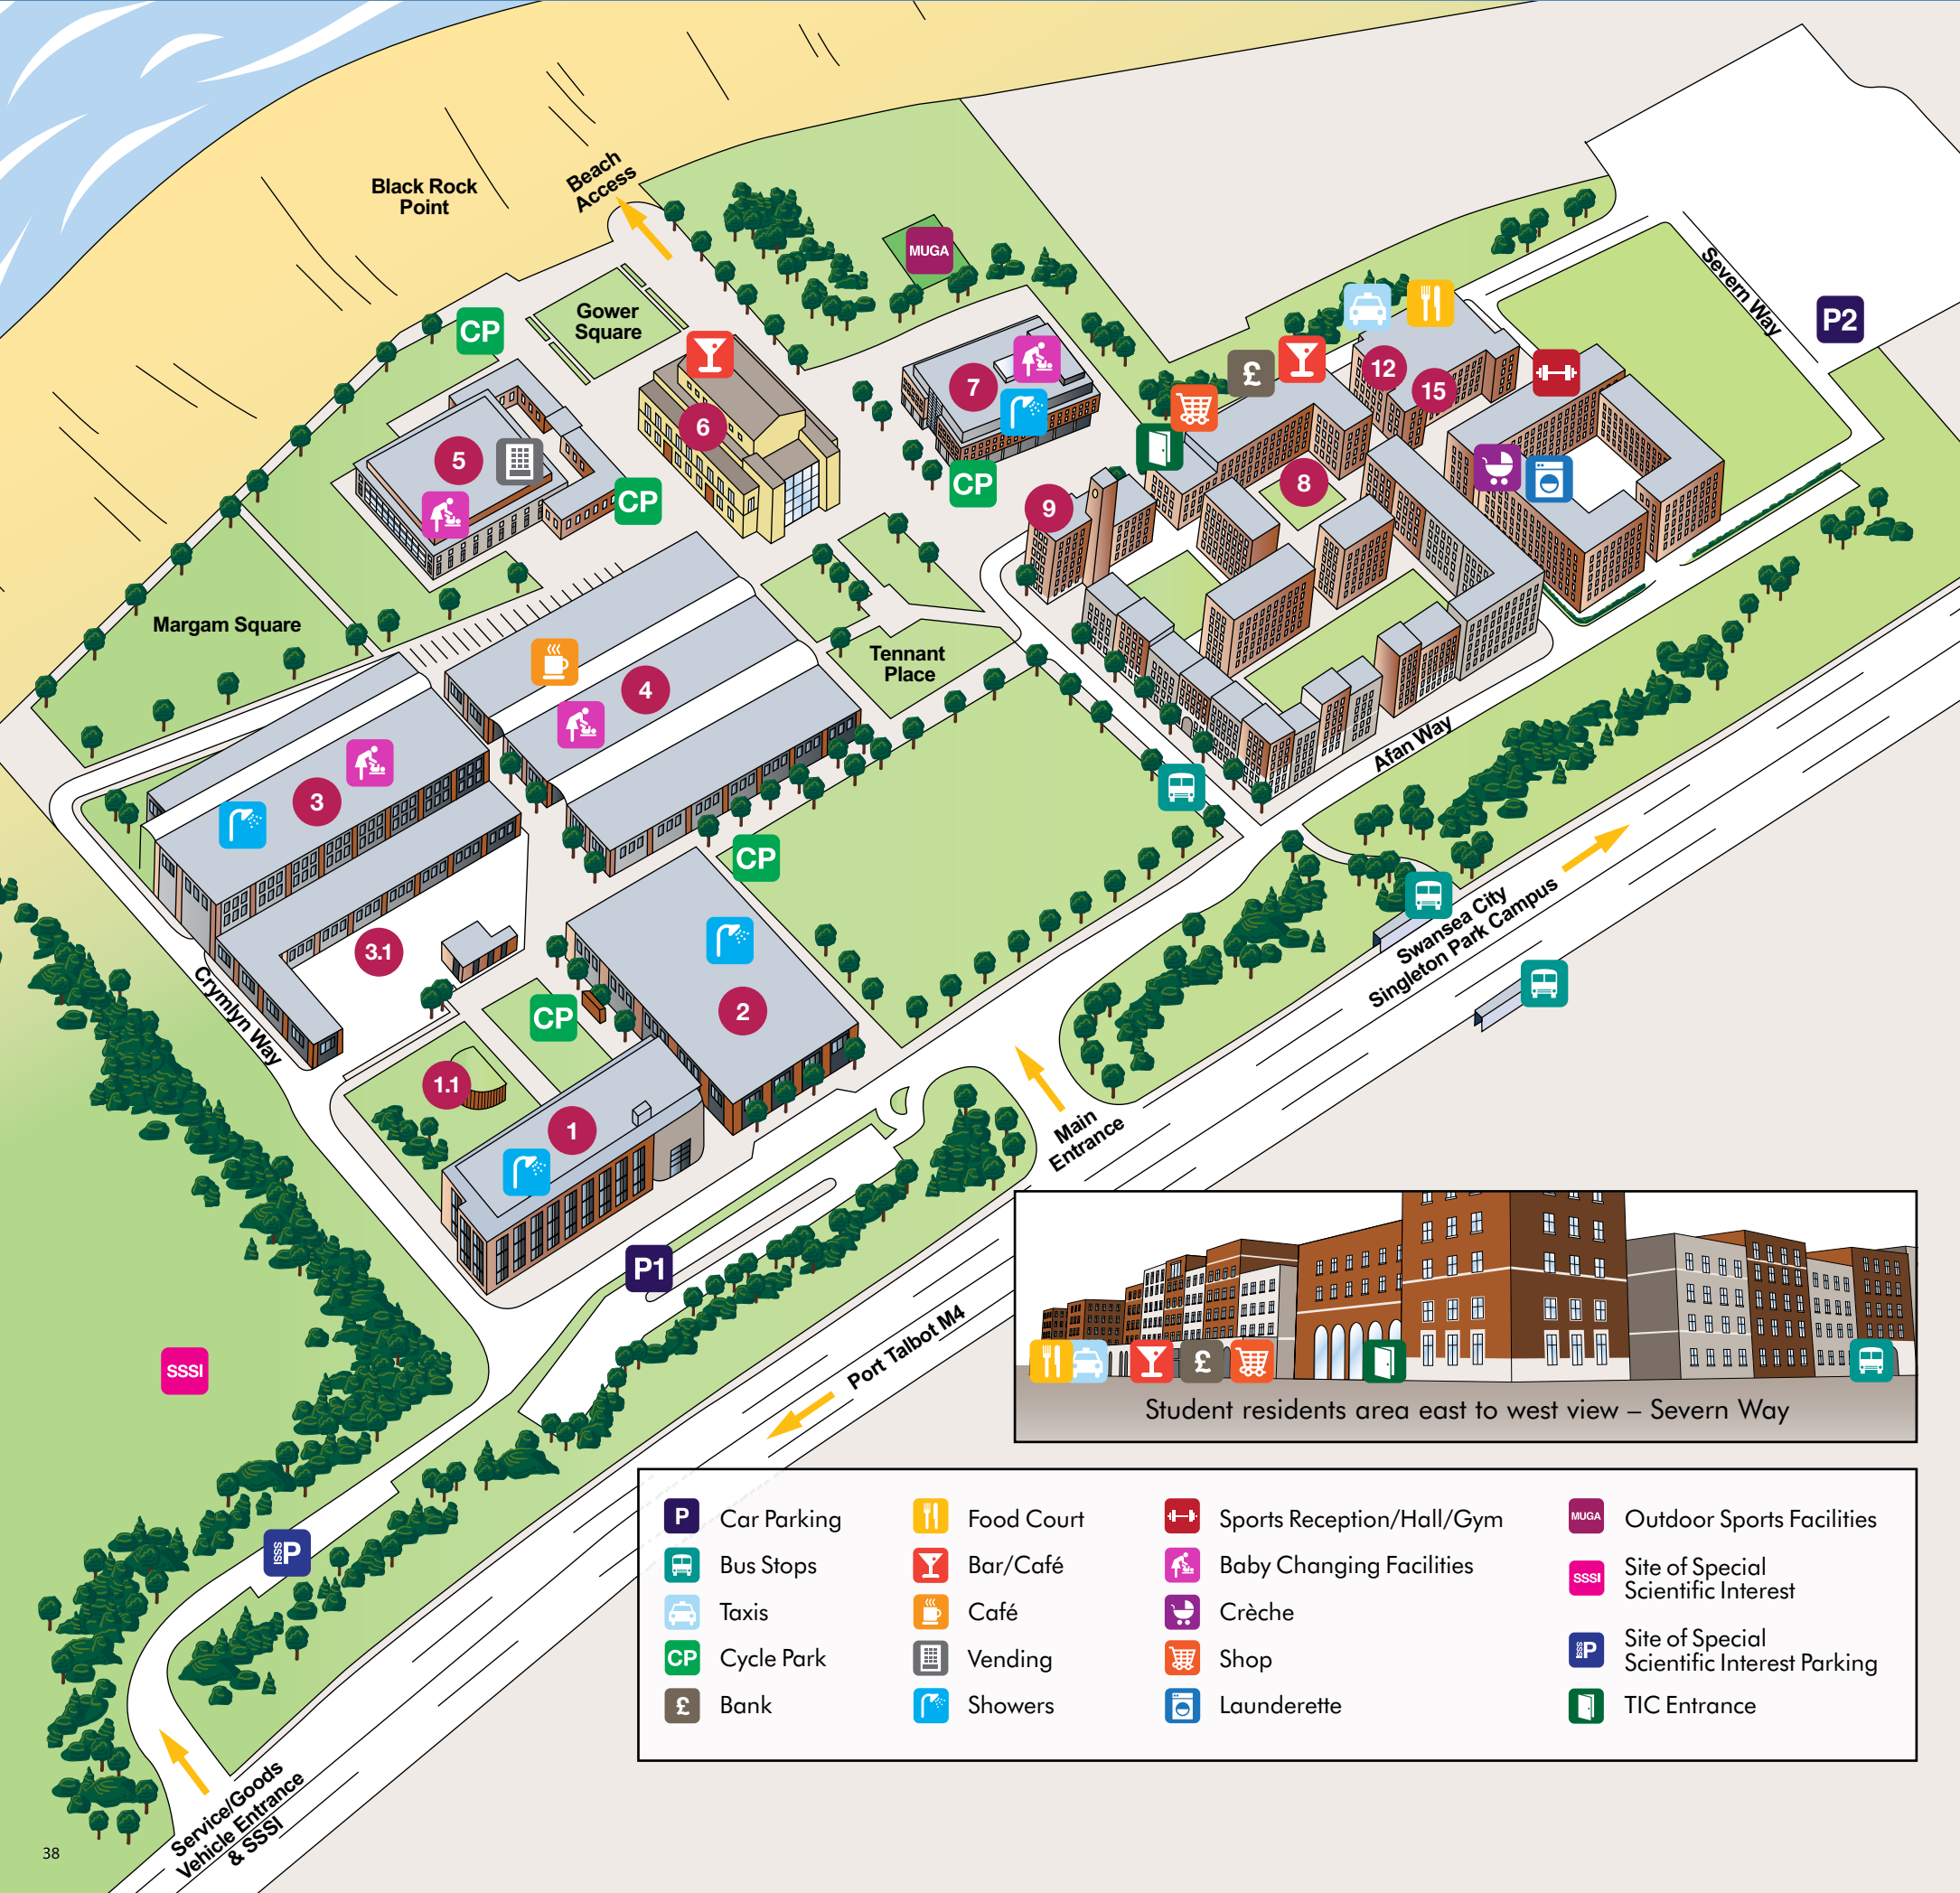 Black Rock
Point
Beach
Access
MUGA
Severn Way
P2
CP
Gower
Square
£
12
15
7
6
5
CP
CP
8
9
Margam Square
Tennant
Place
4
3
Afan Way
CP
3.1
Swansea City
Singleton Park Campus
Crymlyn Way
CP
2
1.1
1
Main
Entrance
P1
Port Talbot M4
SSSI
SSSI P
Service/Goods
Vehicle Entrance
& SSSI
£
Student residents area east to west view – Severn Way
P Car Parking
Bus Stops
Taxis
CP Cycle Park
£ Bank
Food Court
Bar/Café
Café
Vending
Showers
Sports Reception/Hall/Gym
Baby Changing Facilities
Crèche
Shop
Launderette
MUGA Outdoor Sports Facilities
SSSI Site of Special
Scientific Interest
SSSI P Site of Special
Scientific Interest Parking
TIC Entrance
38